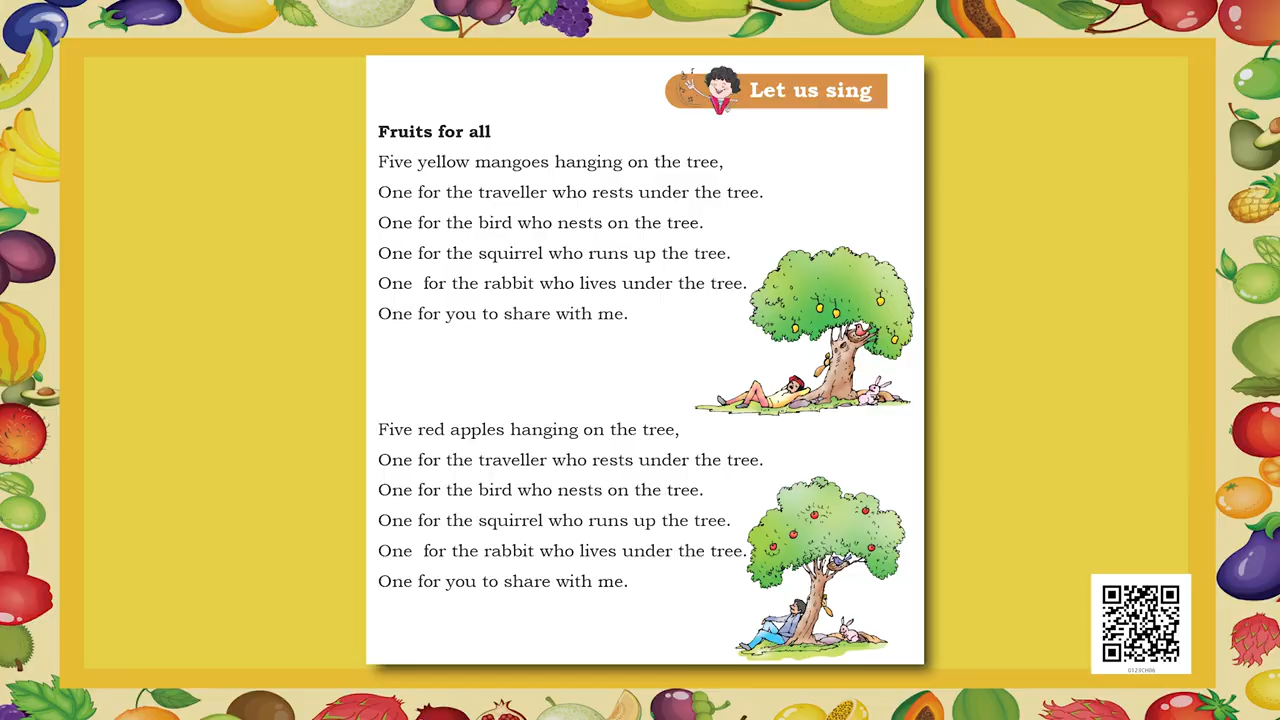 Let us sing
Fruits for all
Five yellow mangoes hanging on the tree,
One for the traveller who rests under the tree.
One for the bird who nests on the tree.
One for the squirrel who runs up the tree.
One  for the rabbit who lives under the tree.
One for you to share with me.
Five red apples hanging on the tree,
One for the traveller who rests under the tree.
One for the bird who nests on the tree.
One for the squirrel who runs up the tree.
One  for the rabbit who lives under the tree.
One for you to share with me.
0123CH06